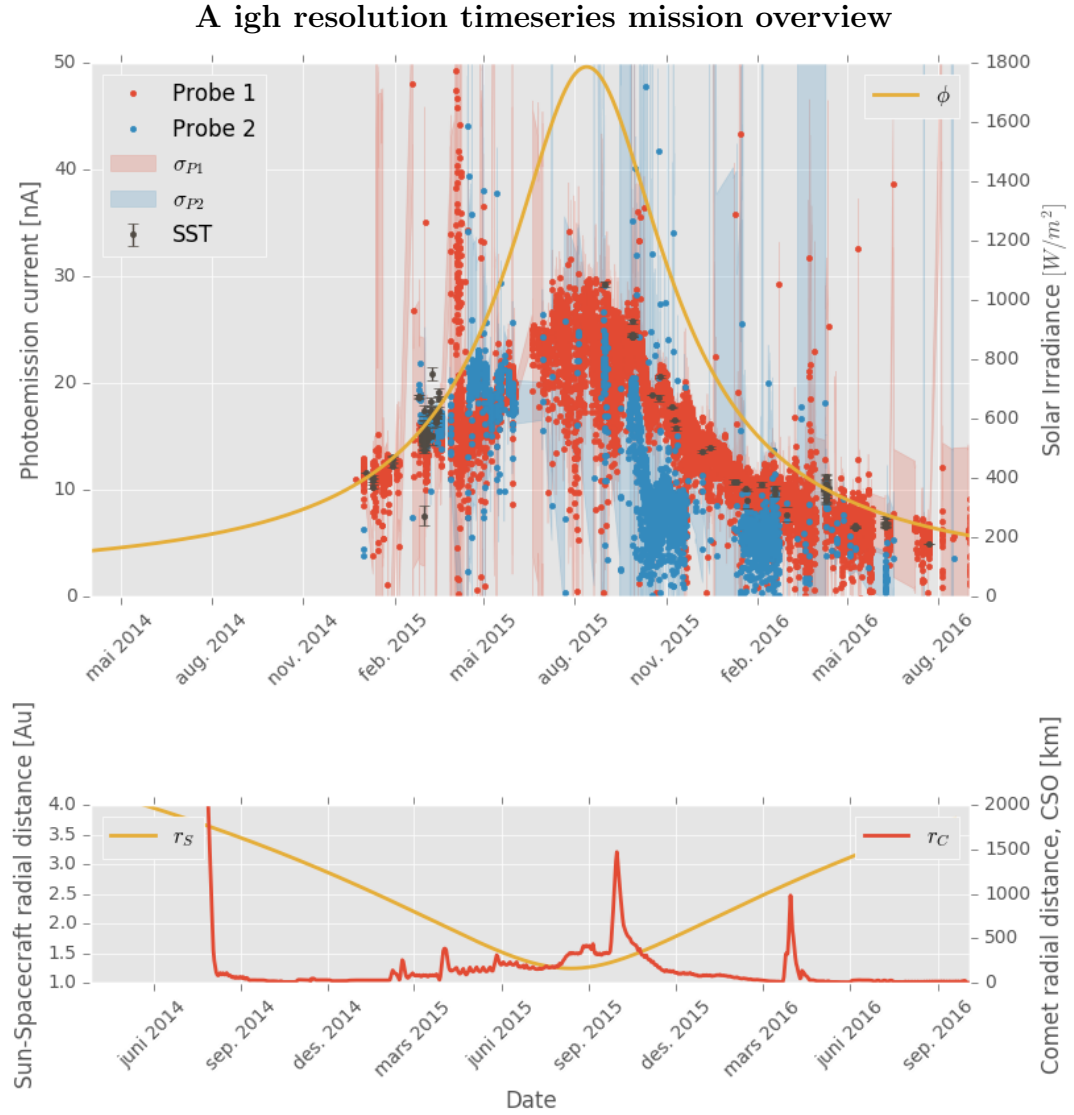 A igh resolution timeseries mission overview
Photoemission current [nA]
50
40
30
20
10
0
Probe 1
Probe 2
σP1
σP2
SST
ϕ
1800
1600
1400
1200
1000
800
600
400
200
0
Solar Irradiance [W/m²]
mai 2014
aug. 2014
nov. 2014
feb. 2015
mai 2015
aug. 2015
nov. 2015
feb. 2016
mai 2016
aug. 2016
Sun-Spacecraft radial distance [Au]
4.0
3.5
3.0
2.5
2.0
1.5
1.0
rS
rC
2000
1500
1000
500
0
Comet radial distance, CSO [km]
juni 2014
sep. 2014
des. 2014
mars 2015
juni 2015
sep. 2015
des. 2015
mars 2016
juni 2016
sep. 2016
Date